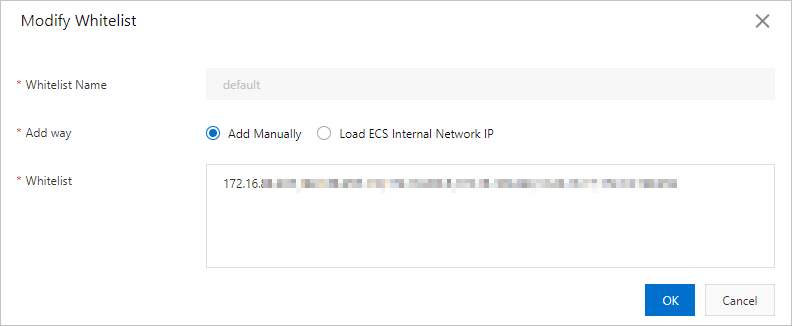 Modify Whitelist
* Whitelist Name
default
* Add way
Add Manually
Load ECS Internal Network IP
* Whitelist
172.16.
OK
Cancel